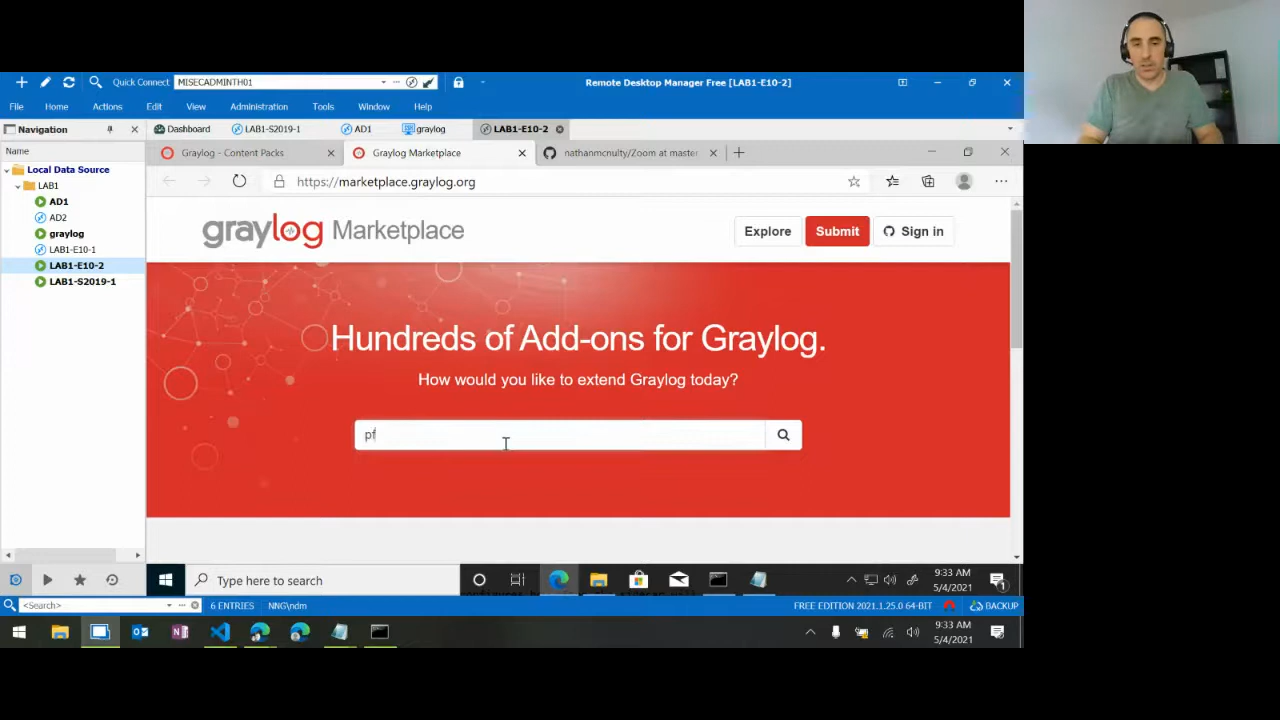 Quick Connect MISECADMINTH01
Remote Desktop Manager Free [LAB1-E10-2]
File Home Actions Edit View Administration Tools Window Help
Navigation
Dashboard LAB1-S2019-1 AD1 graylog LAB1-E10-2
Name
Graylog - Content Packs Graylog Marketplace nathanmcnulty/Zoom at master
Local Data Source
LAB1
AD1
AD2
graylog
LAB1-E10-1
LAB1-E10-2
LAB1-S2019-1
https://marketplace.graylog.org
graylog Marketplace
Explore Submit Sign in
Hundreds of Add-ons for Graylog.
How would you like to extend Graylog today?
pf
Type here to search
9:33 AM
5/4/2021
1
<Search> 6 ENTRIES NNG\ndm FREE EDITION 2021.1.25.0 64-BIT BACKUP
9:33 AM
5/4/2021